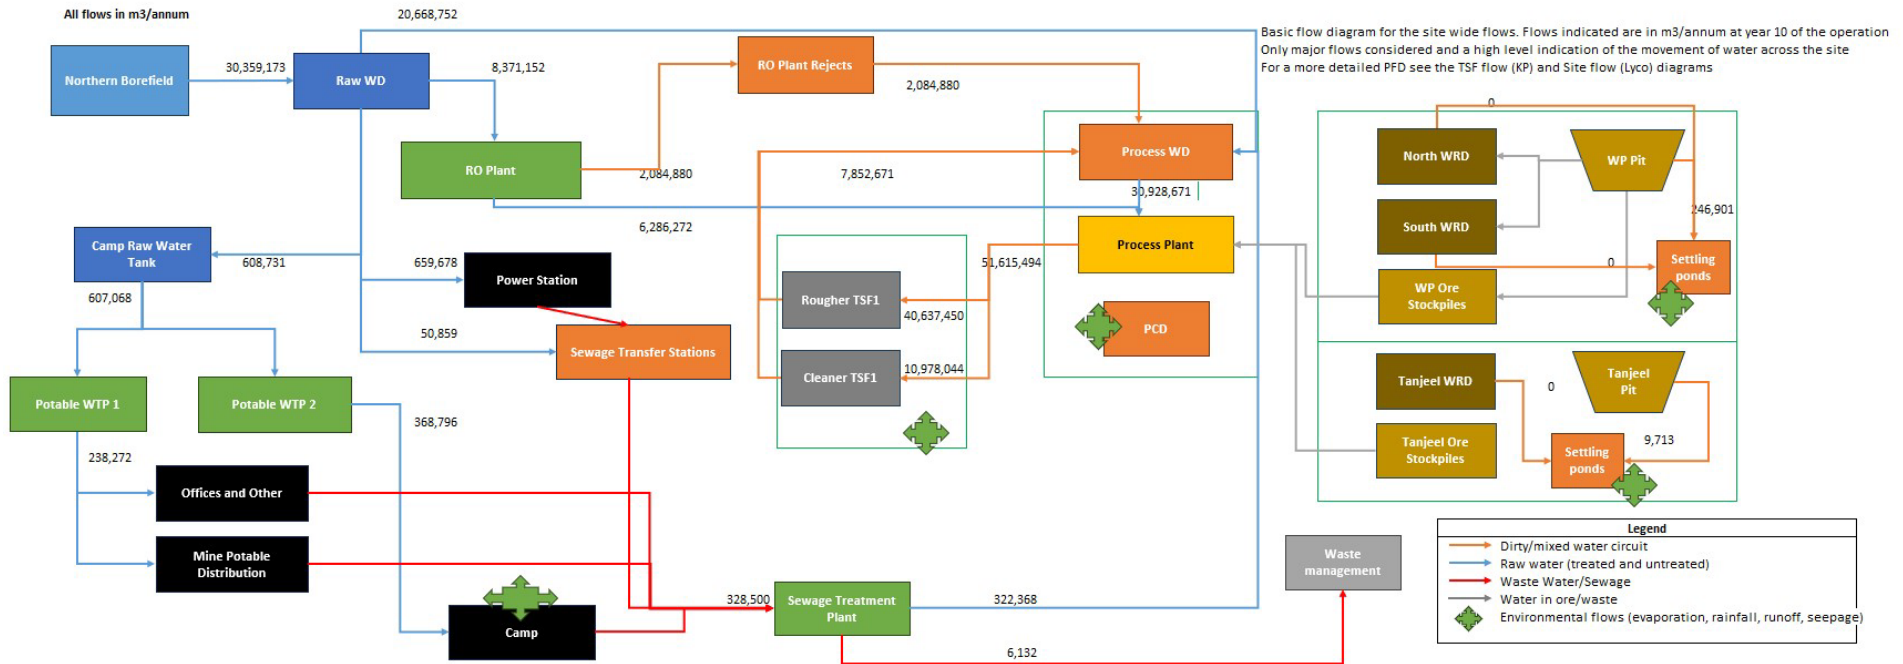 All flows in m3/annum
20,668,752
Basic flow diagram for the site wide flows. Flows indicated are in m3/annum at year 10 of the operation
Only major flows considered and a high level indication of the movement of water across the site
For a more detailed PFD see the TSF flow (KP) and Site flow (Lyco) diagrams
Northern Borefield
30,359,173
Raw WD
8,371,152
RO Plant Rejects
2,084,880
0
RO Plant
2,084,880
7,852,671
Process WD
30,928,671
North WRD
WP Pit
246,901
6,286,272
South WRD
Camp Raw Water
Tank
608,731
659,678
Power Station
Process Plant
51,615,494
0
Settling
ponds
607,068
Rougher TSF1
40,637,450
WP Ore
Stockpiles
PCD
50,859
Sewage Transfer Stations
Cleaner TSF1
10,978,044
Tanjeel WRD
0
Tanjeel
Pit
Potable WTP 1
Potable WTP 2
368,796
9,713
Tanjeel Ore
Stockpiles
Settling
ponds
238,272
Offices and Other
Mine Potable
Distribution
Waste
management
Camp
328,500
Sewage Treatment
Plant
322,368
6,132
Legend
Dirty/mixed water circuit
Raw water (treated and untreated)
Waste Water/Sewage
Water in ore/waste
Environmental flows (evaporation, rainfall, runoff, seepage)